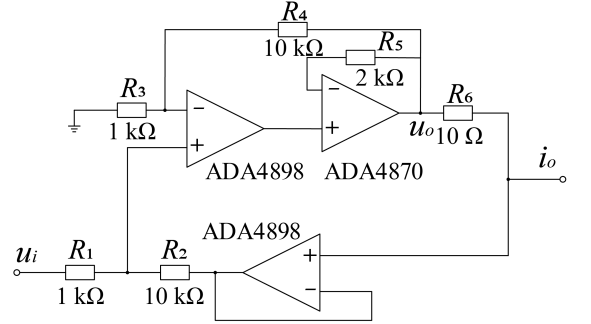 R₄
10 kΩ
R₅
2 kΩ
R₃
1 kΩ
−
+
−
+
R₆
uₒ
10 Ω
ADA4898
ADA4870
iₒ
ADA4898
uᵢ
R₁
1 kΩ
R₂
10 kΩ
+
−